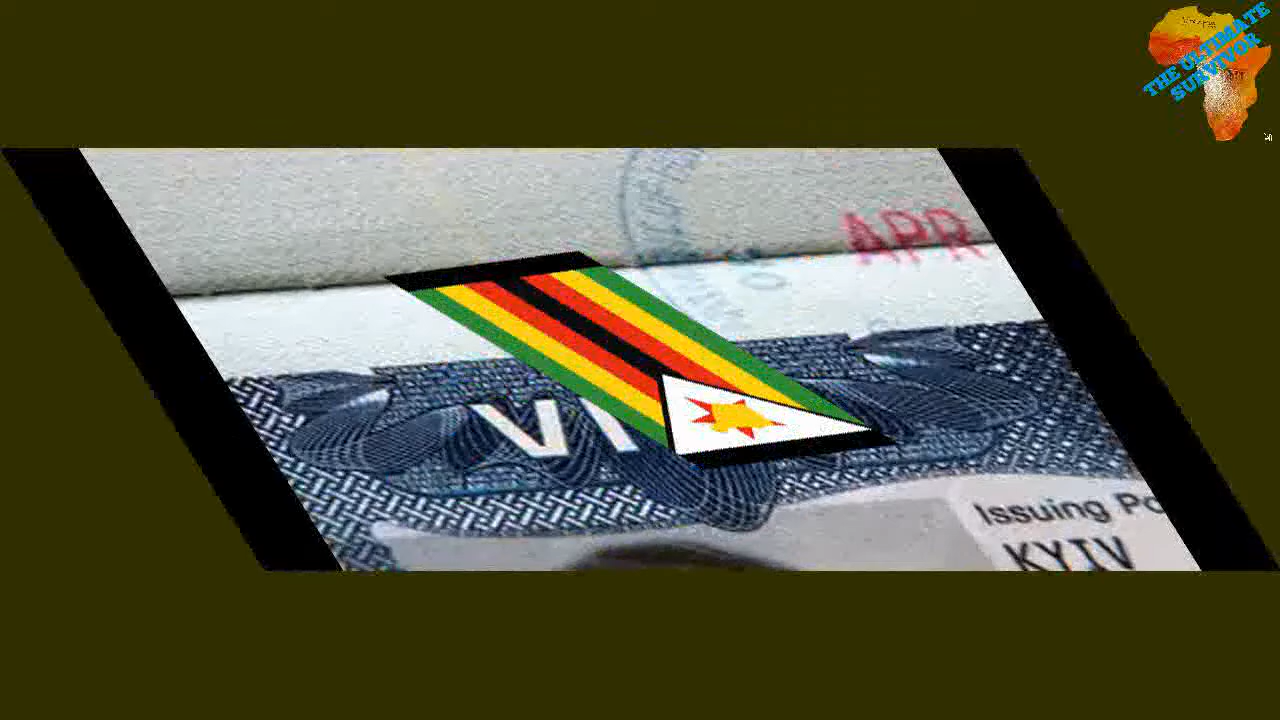 THE ULTIMATE
SURVIVOR
APR
VI
Issuing Po
KYIV